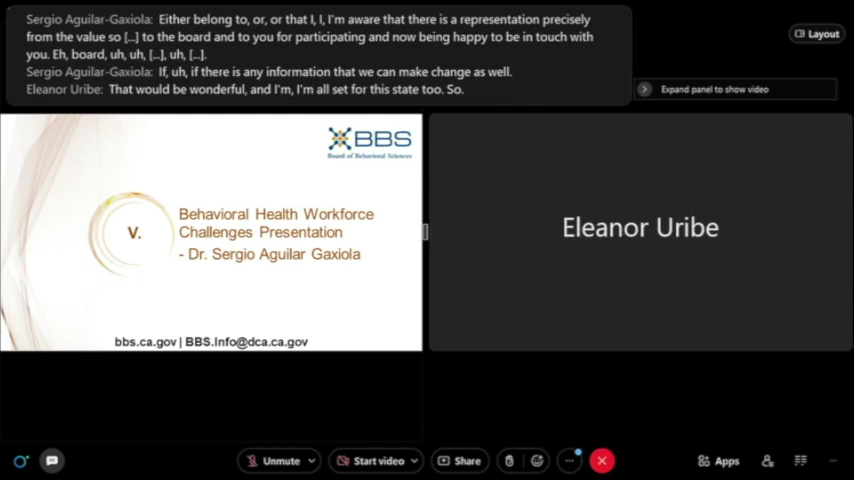 Sergio Aguilar-Gaxiola: Either belong to, or, or that I, I, I'm aware that there is a representation precisely
from the value so [...] to the board and to you for participating and now being happy to be in touch with
you. Eh, board, uh, uh, [...], uh, [...].
Sergio Aguilar-Gaxiola: If, uh, if there is any information that we can make change as well.
Eleanor Uribe: That would be wonderful, and I'm, I'm all set for this state too. So.
Layout
Expand panel to show video
BBS
Board of Behavioral Sciences
V.
Behavioral Health Workforce
Challenges Presentation
- Dr. Sergio Aguilar Gaxiola
bbs.ca.gov | BBS.Info@dca.ca.gov
Eleanor Uribe
Unmute
Start video
Share
Apps